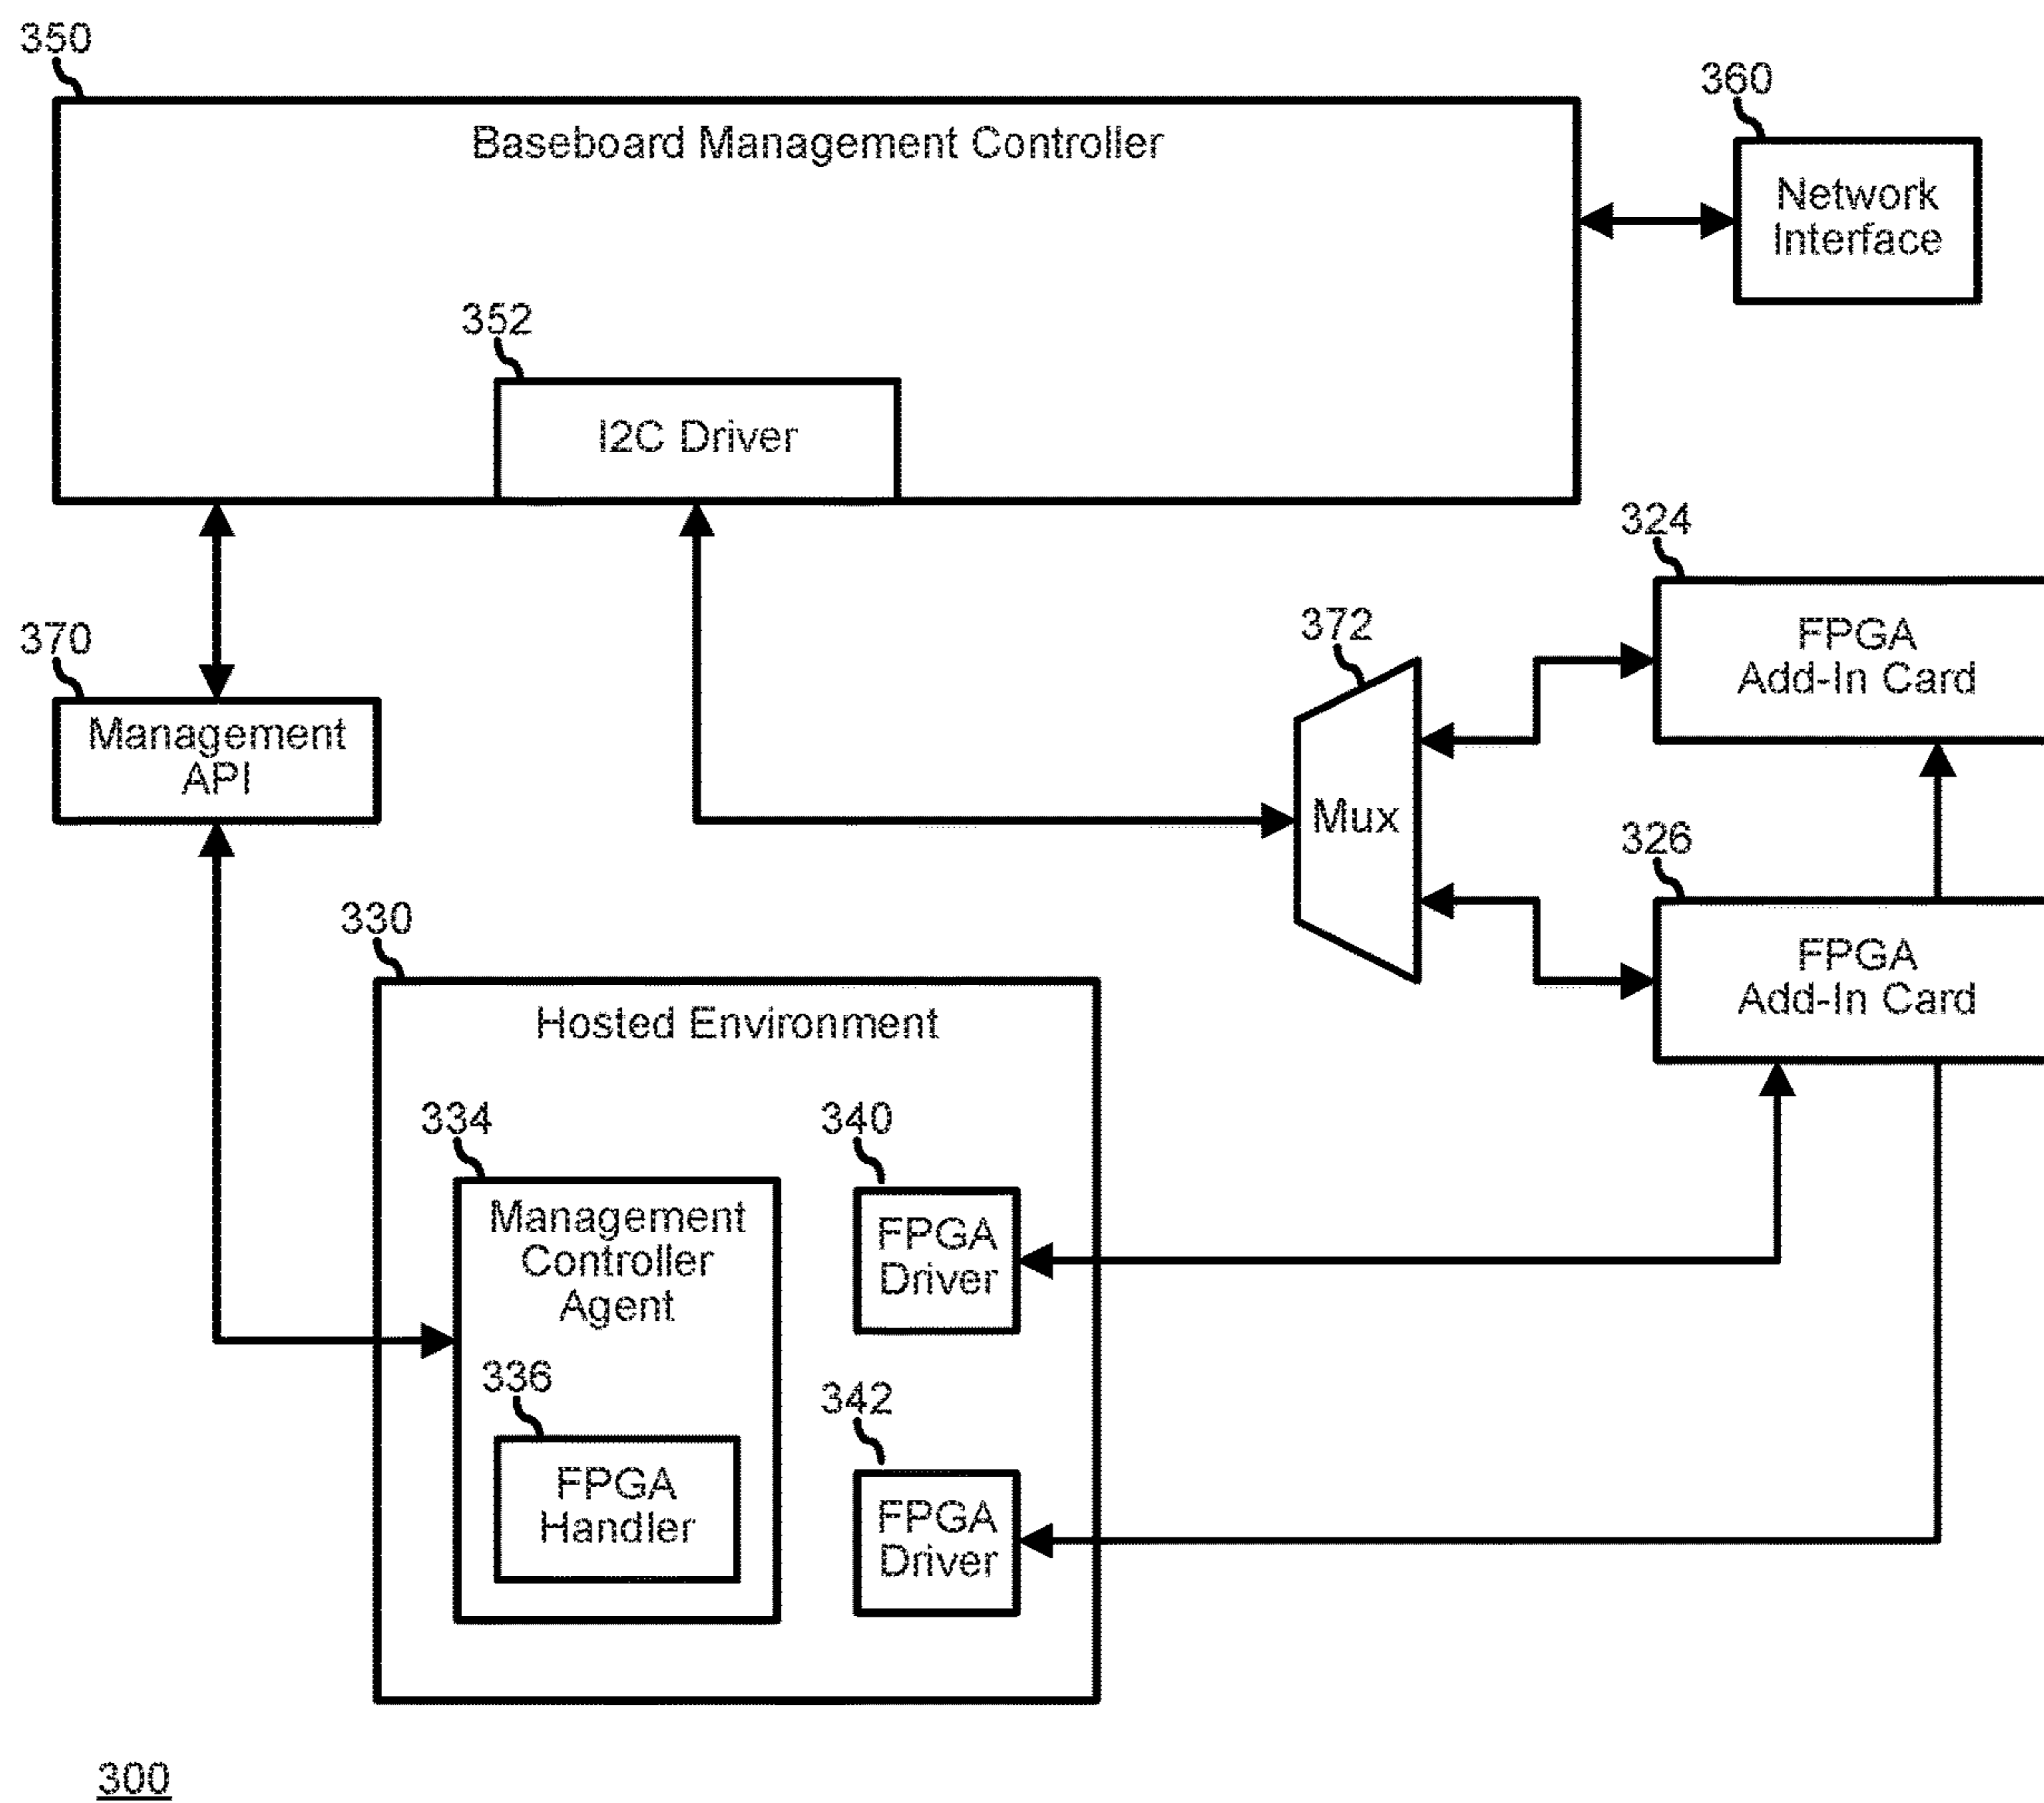 350
Baseboard Management Controller
360
Network
Interface
352
I2C Driver
324
FPGA
Add-In Card
370
Management
API
372
Mux
326
FPGA
Add-In Card
330
Hosted Environment
334
Management
Controller
Agent
340
FPGA
Driver
336
FPGA
Handler
342
FPGA
Driver
300